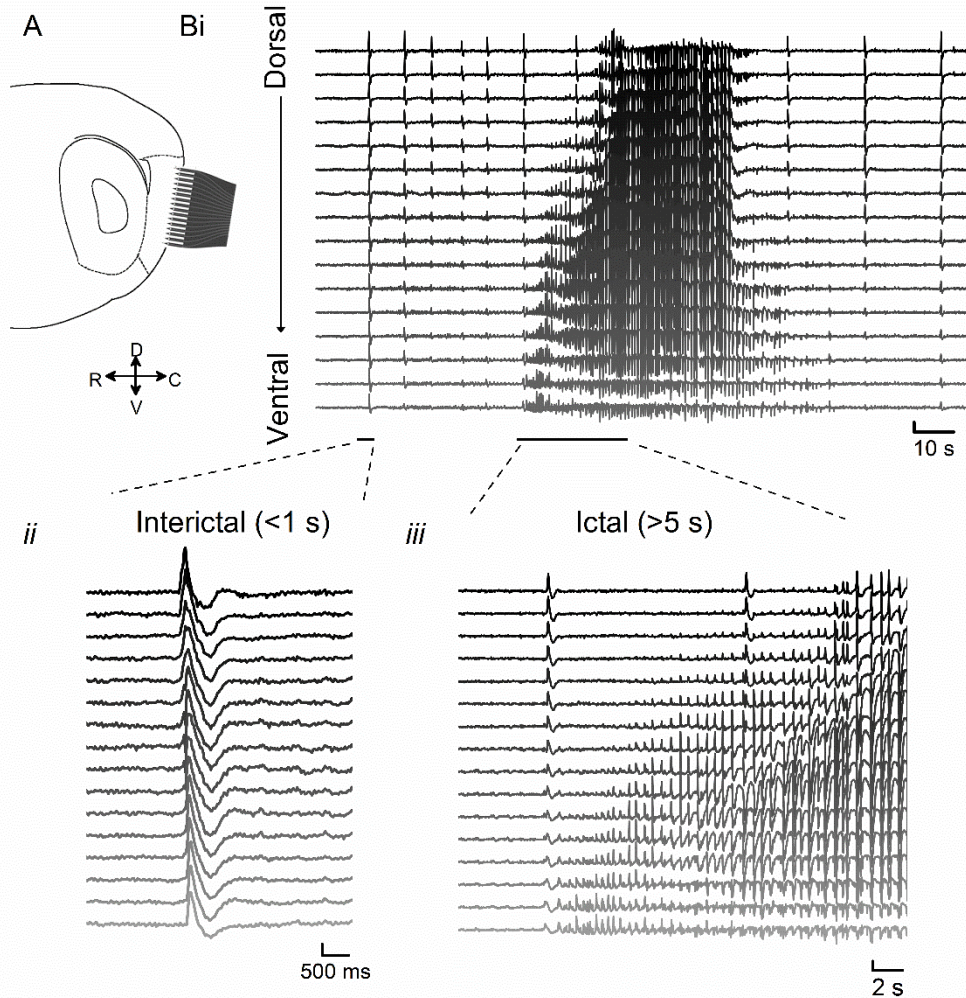 A
Bi
Dorsal
Ventral
D
R
C
V
10 s
ii
Interictal (<1 s)
iii
Ictal (>5 s)
500 ms
2 s